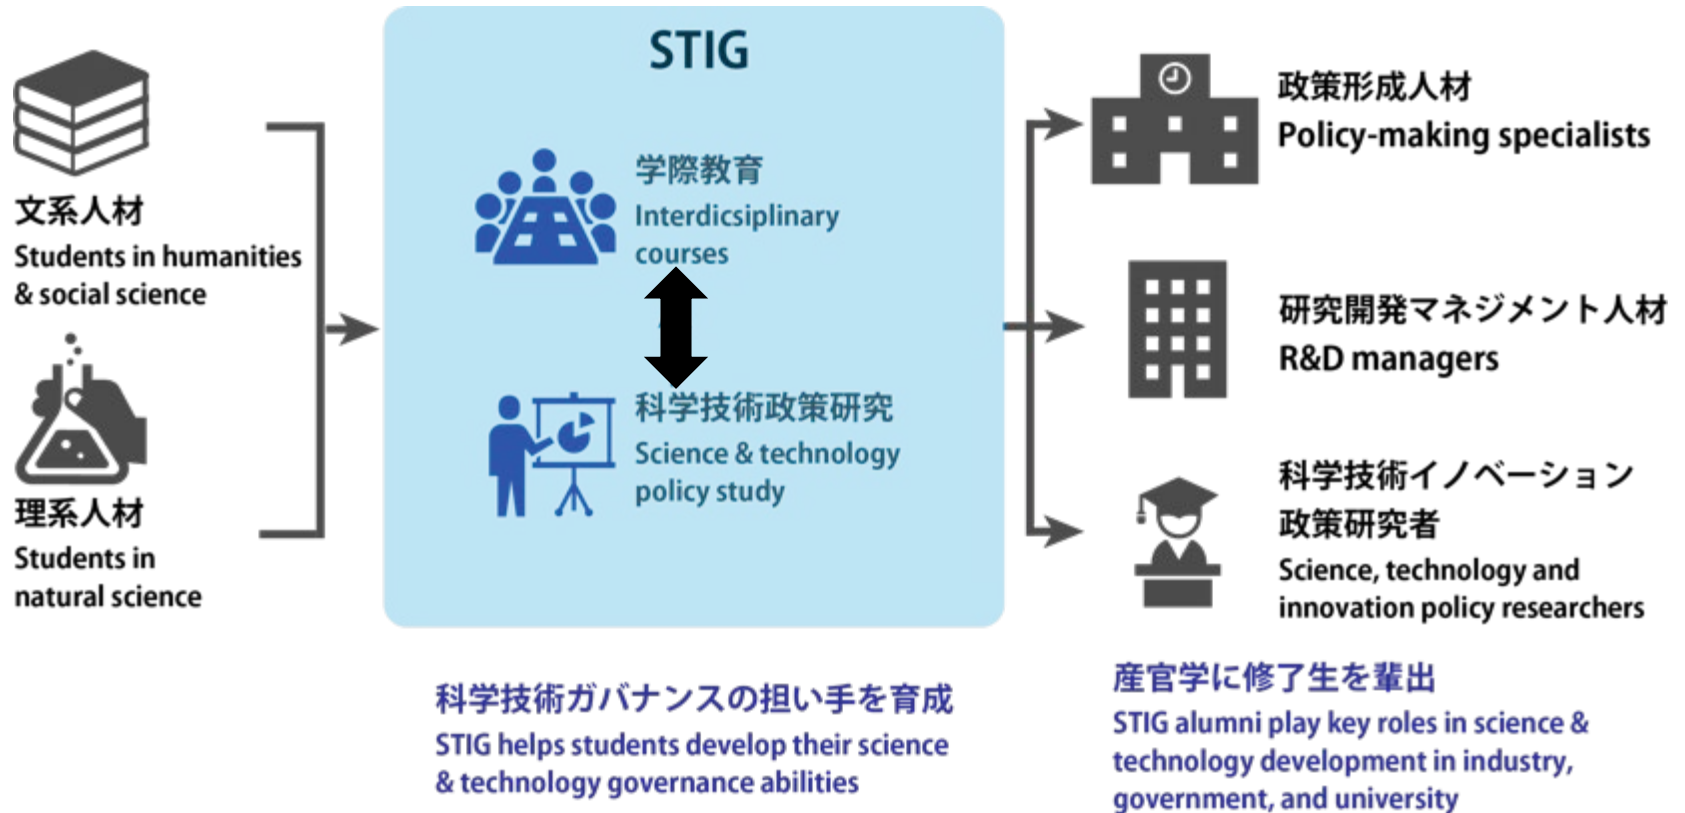 文系人材
Students in humanities
& social science
理系人材
Students in
natural science
STIG
学際教育
Interdicsiplinary
courses
科学技術政策研究
Science & technology
policy study
科学技術ガバナンスの担い手を育成
STIG helps students develop their science
& technology governance abilities
政策形成人材
Policy-making specialists
研究開発マネジメント人材
R&D managers
科学技術イノベーション
政策研究者
Science, technology and
innovation policy researchers
産官学に修了生を輩出
STIG alumni play key roles in science &
technology development in industry,
government, and university